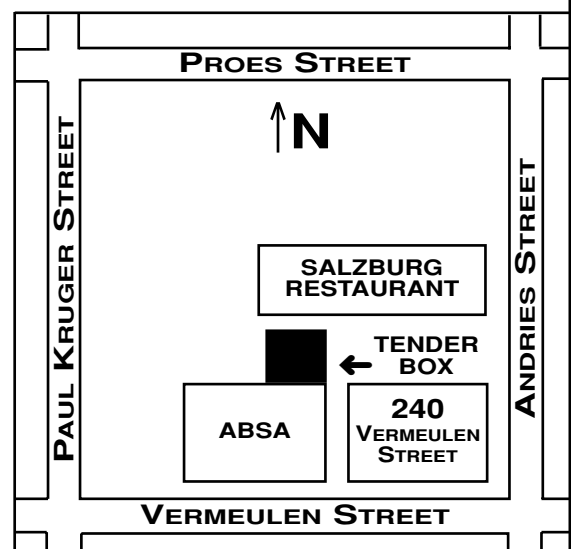 PROES STREET
N
PAUL KRUGER STREET
ANDRIES STREET
SALZBURG
RESTAURANT
TENDER
BOX
ABSA
240
VERMEULEN
STREET
VERMEULEN STREET